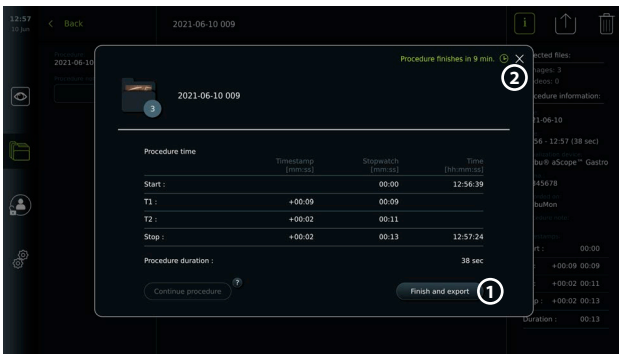 12:57
10 Jun
Back
2021-06-10 009
i
Procedure
2021-06-10
Procedure finishes in 9 min.
2
3
2021-06-10 009
Procedure time
Timestamp Stopwatch Time
[mm:ss] [mm:ss] [hh:mm:ss]
Start : 00:00 12:56:39
T1 : +00:09 00:09
T2 : +00:02 00:11
Stop : +00:02 00:13 12:57:24
Procedure duration : 38 sec
Continue procedure ?
Finish and export 1
ected files:
mages: 3
deos: 0
cedure information:
21-06-10
56 - 12:57 (38 sec)
bu® aScope™ Gastro
345678
buMon
rt : 00:00
: +00:09 00:09
: +00:02 00:11
p : +00:02 00:13
Duration : 00:13